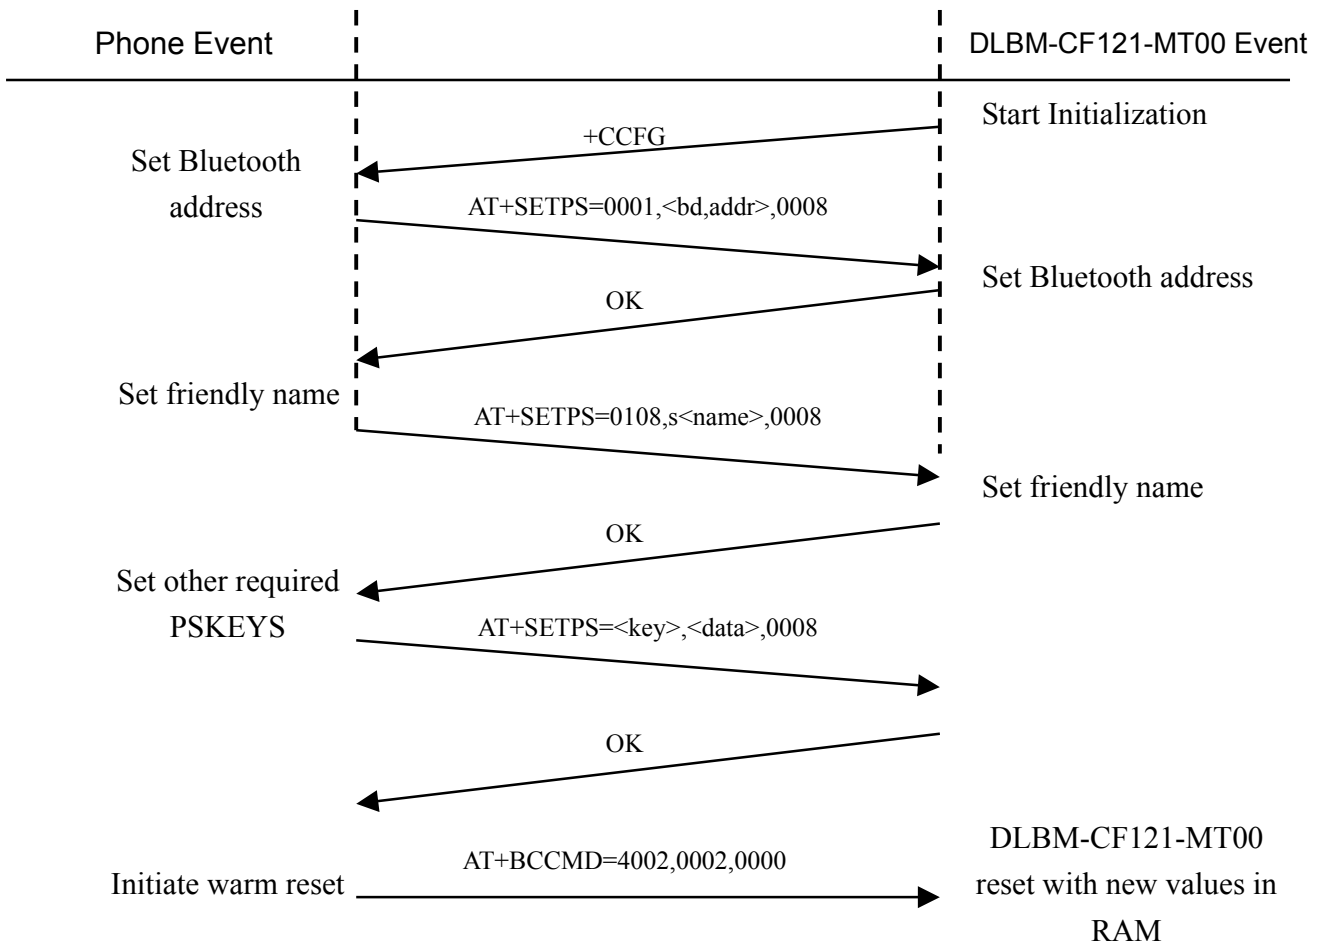 Phone Event
DLBM-CF121-MT00 Event
Start Initialization
+CCFG
Set Bluetooth
address
AT+SETPS=0001,<bd,addr>,0008
Set Bluetooth address
OK
Set friendly name
AT+SETPS=0108,s<name>,0008
Set friendly name
OK
Set other required
PSKEYS
AT+SETPS=<key>,<data>,0008
OK
AT+BCCMD=4002,0002,0000
Initiate warm reset
DLBM-CF121-MT00
reset with new values in
RAM